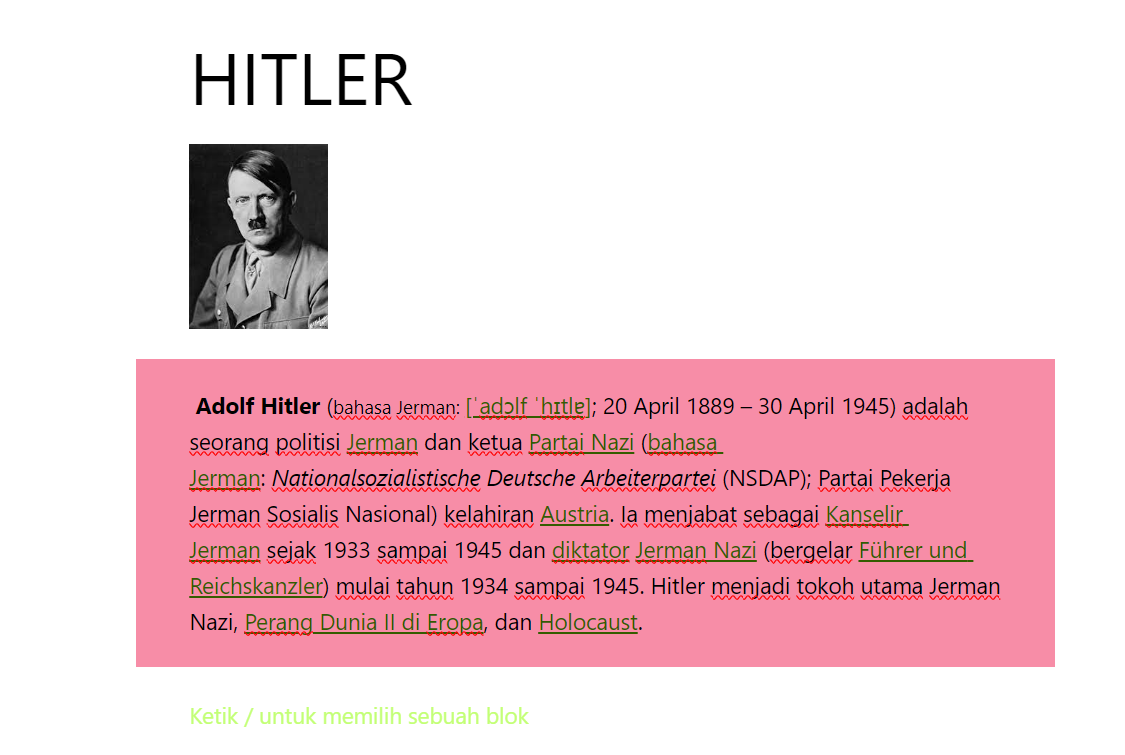 HITLER
Adolf Hitler (bahasa Jerman: [ˈadɔlf ˈhɪtlɐ]; 20 April 1889 – 30 April 1945) adalah
seorang politisi Jerman dan ketua Partai Nazi (bahasa
Jerman: Nationalsozialistische Deutsche Arbeiterpartei (NSDAP); Partai Pekerja
Jerman Sosialis Nasional) kelahiran Austria. Ia menjabat sebagai Kanselir
Jerman sejak 1933 sampai 1945 dan diktator Jerman Nazi (bergelar Führer und
Reichskanzler) mulai tahun 1934 sampai 1945. Hitler menjadi tokoh utama Jerman
Nazi, Perang Dunia II di Eropa, dan Holocaust.
Ketik / untuk memilih sebuah blok